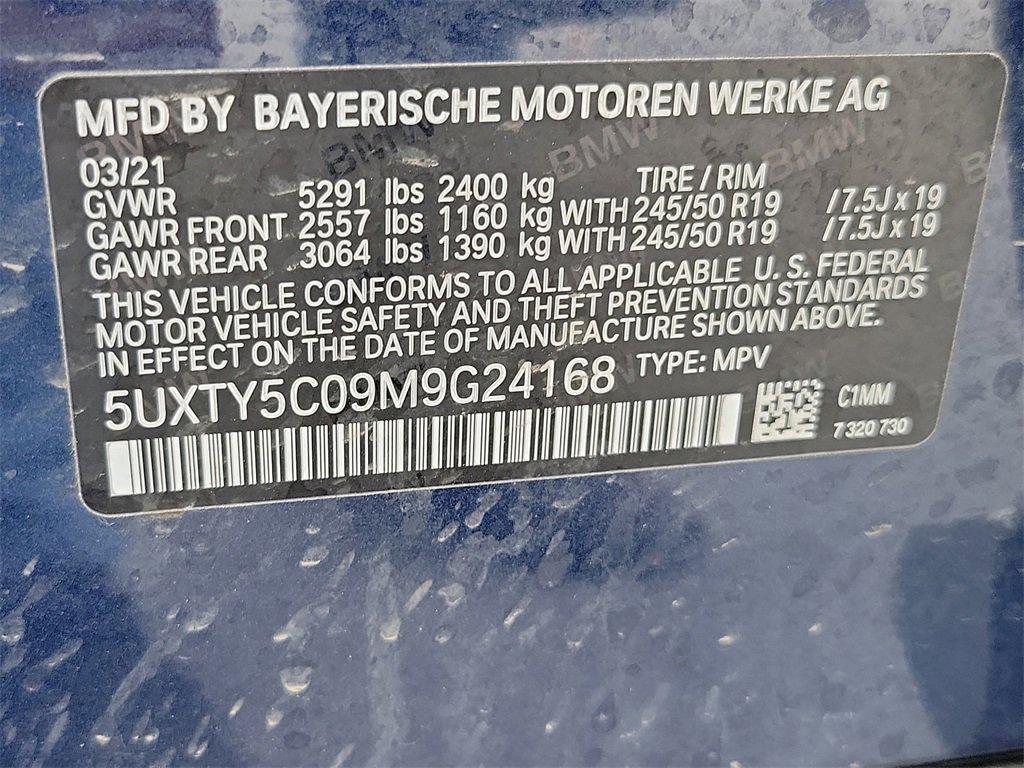 MFD BY BAYERISCHE MOTOREN WERKE AG
03/21 TIRE / RIM
GVWR 5291 lbs 2400 kg
GAWR FRONT 2557 lbs 1160 kg WITH 245/50 R19 / 7.5J x 19
GAWR REAR 3064 lbs 1390 kg WITH 245/50 R19 / 7.5J x 19
THIS VEHICLE CONFORMS TO ALL APPLICABLE U. S. FEDERAL
MOTOR VEHICLE SAFETY AND THEFT PREVENTION STANDARDS
IN EFFECT ON THE DATE OF MANUFACTURE SHOWN ABOVE.
5UXTY5C09M9G24168 TYPE: MPV
C1MM
7 320 730
BMW BMW BMW